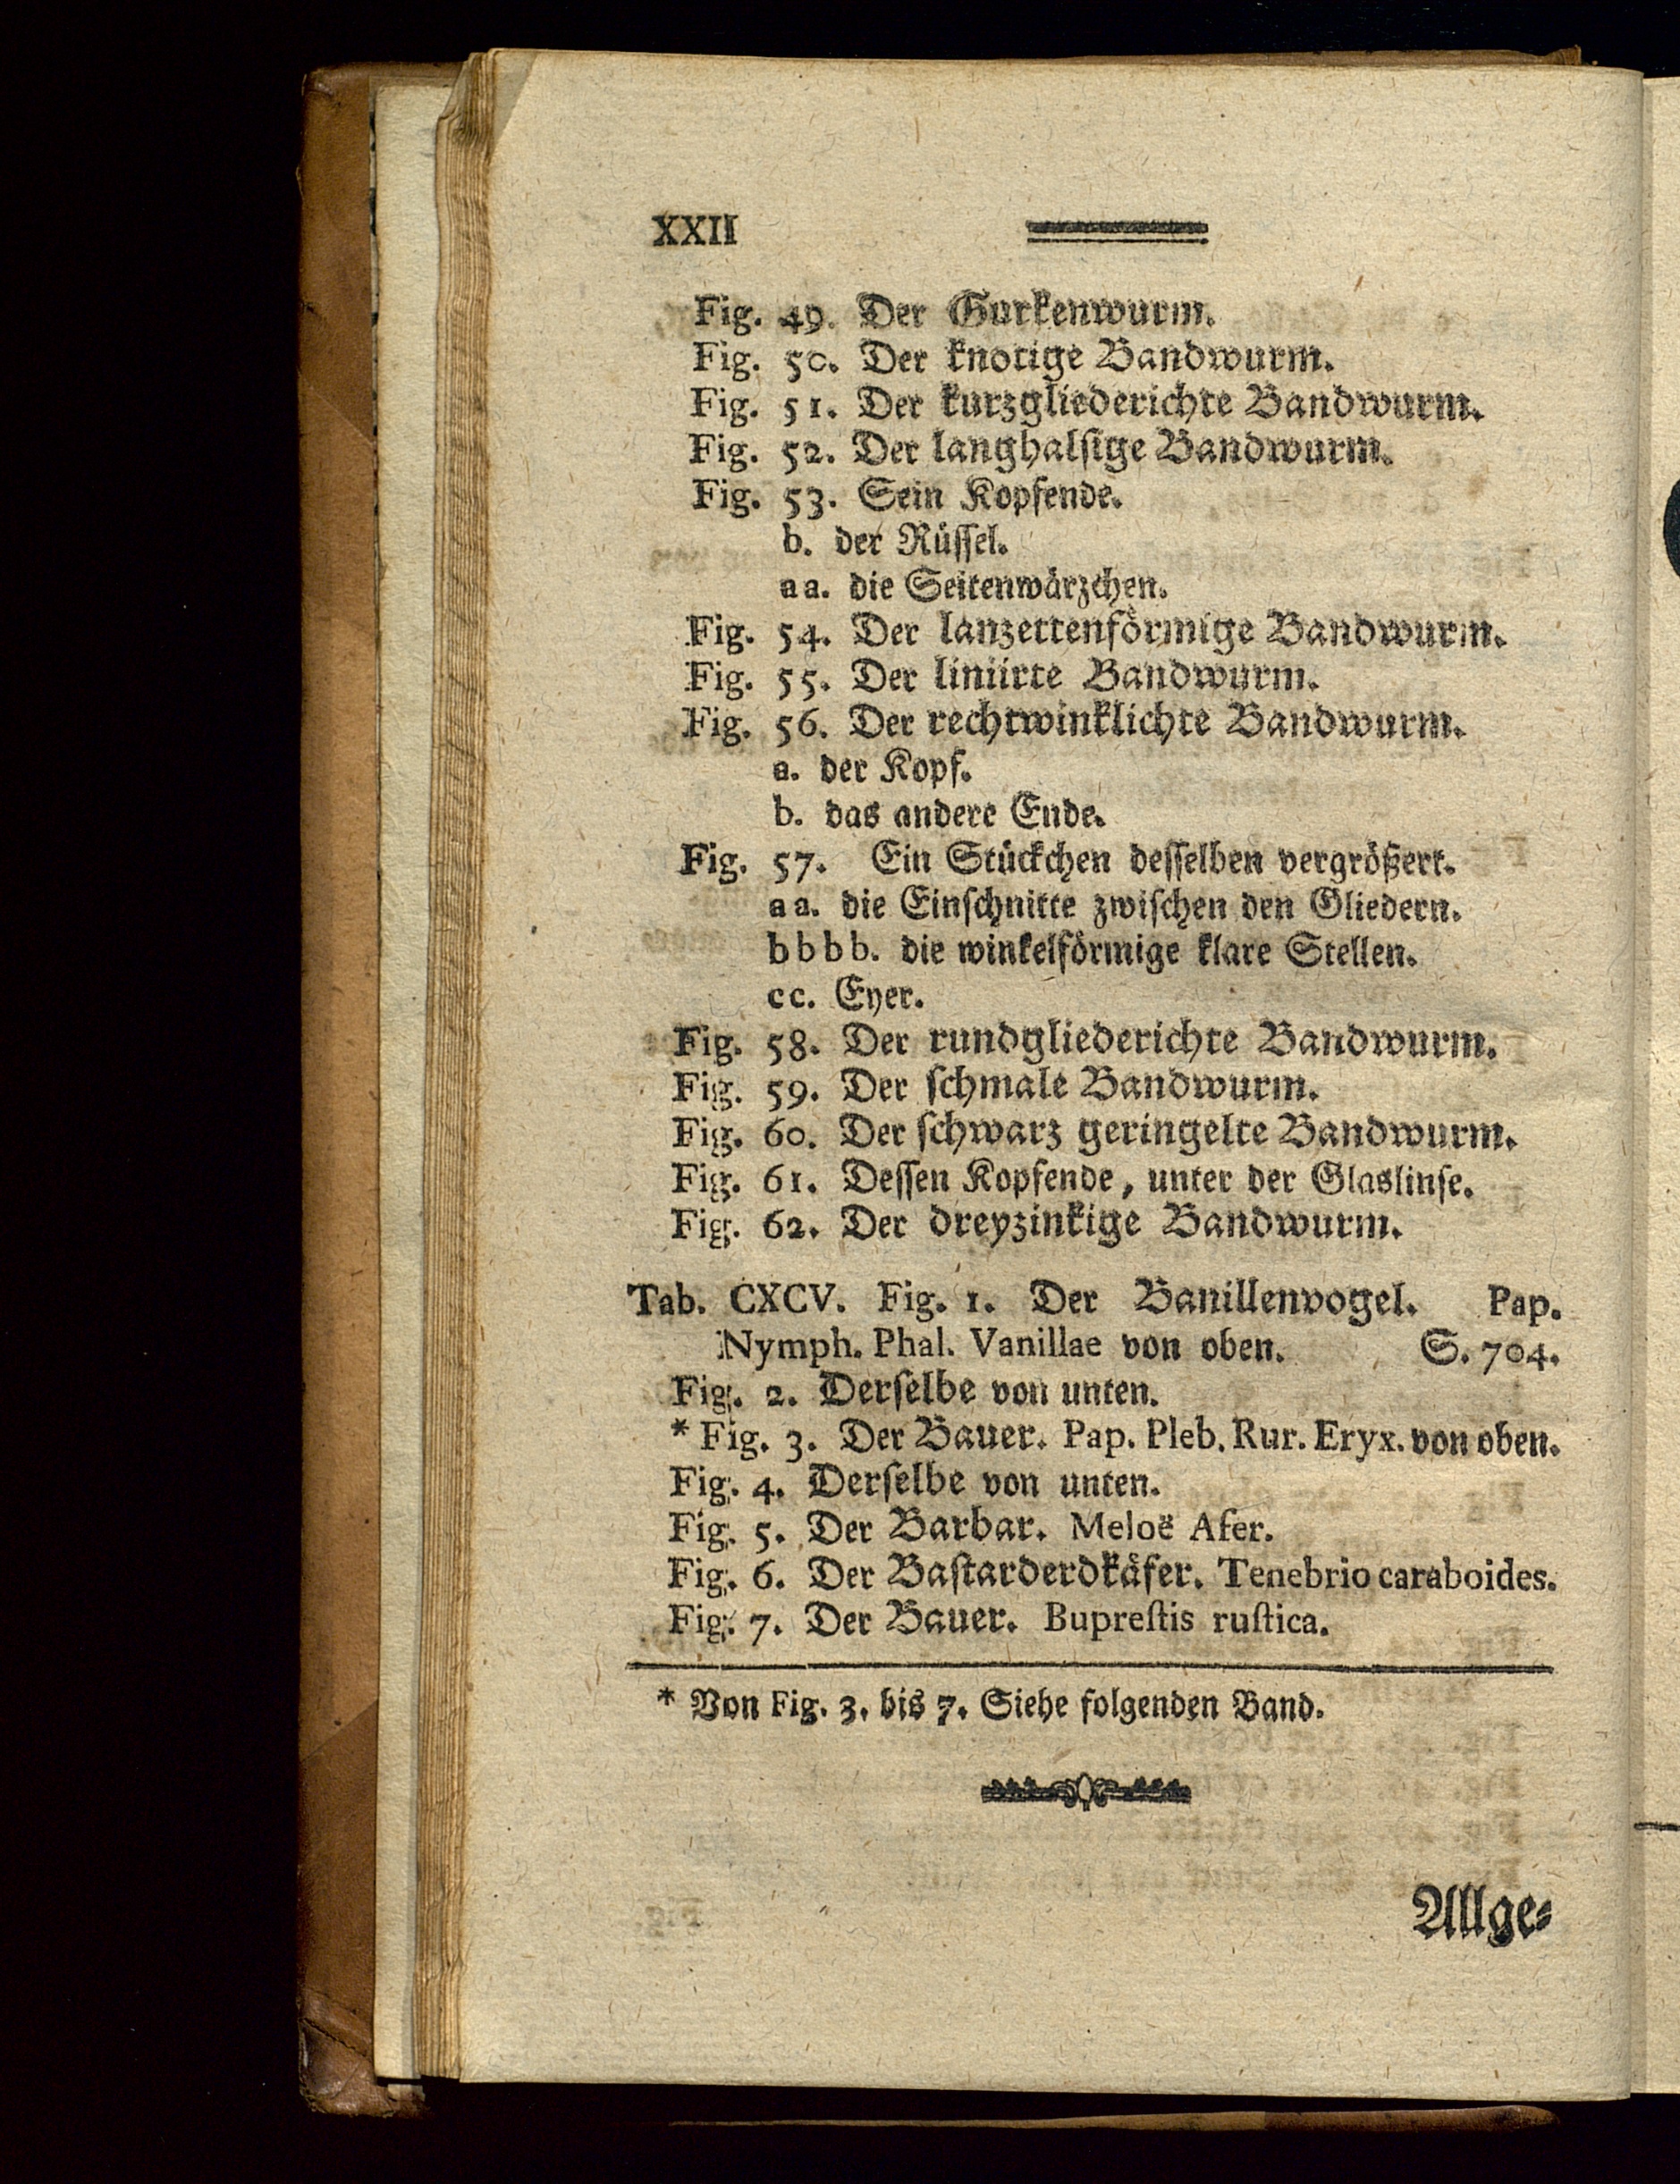 XXII
Fig. 49. Der Gurkenwurm.
Fig. 50. Der knotige Bandwurm.
Fig. 51. Der kurzgliederichte Bandwurm.
Fig. 52. Der langhalſige Bandwurm.
Fig. 53. Sein Kopfende.
b. der Rüſſel.
aa. die Seitenwärzchen.
Fig. 54. Der lanzettenförmige Bandwurm.
Fig. 55. Der liniirte Bandwurm.
Fig. 56. Der rechtwinklichte Bandwurm.
a. der Kopf.
b. das andere Ende.
Fig. 57. Ein Stückchen deſſelben vergrößert.
aa. die Einſchnitte zwiſchen den Gliedern.
bbbb. die winkelförmige klare Stellen.
cc. Eyer.
Fig. 58. Der rundgliederichte Bandwurm.
Fig. 59. Der ſchmale Bandwurm.
Fig. 60. Der ſchwarz geringelte Bandwurm.
Fig. 61. Deſſen Kopfende, unter der Glaslinſe.
Fig. 62. Der dreyzinkige Bandwurm.
Tab. CXCV. Fig. 1. Der Banillenvogel. Pap.
Nymph. Phal. Vanillae von oben. S. 704.
Fig. 2. Derſelbe von unten.
* Fig. 3. Der Bauer. Pap. Pleb. Rur. Eryx. von oben.
Fig. 4. Derſelbe von unten.
Fig. 5. Der Barbar. Meloë Afer.
Fig. 6. Der Baſtarderdkäfer. Tenebrio caraboides.
Fig. 7. Der Bauer. Bupreſtis ruſtica.
* Von Fig. 3. bis 7. Siehe folgenden Band.
Allge⸗